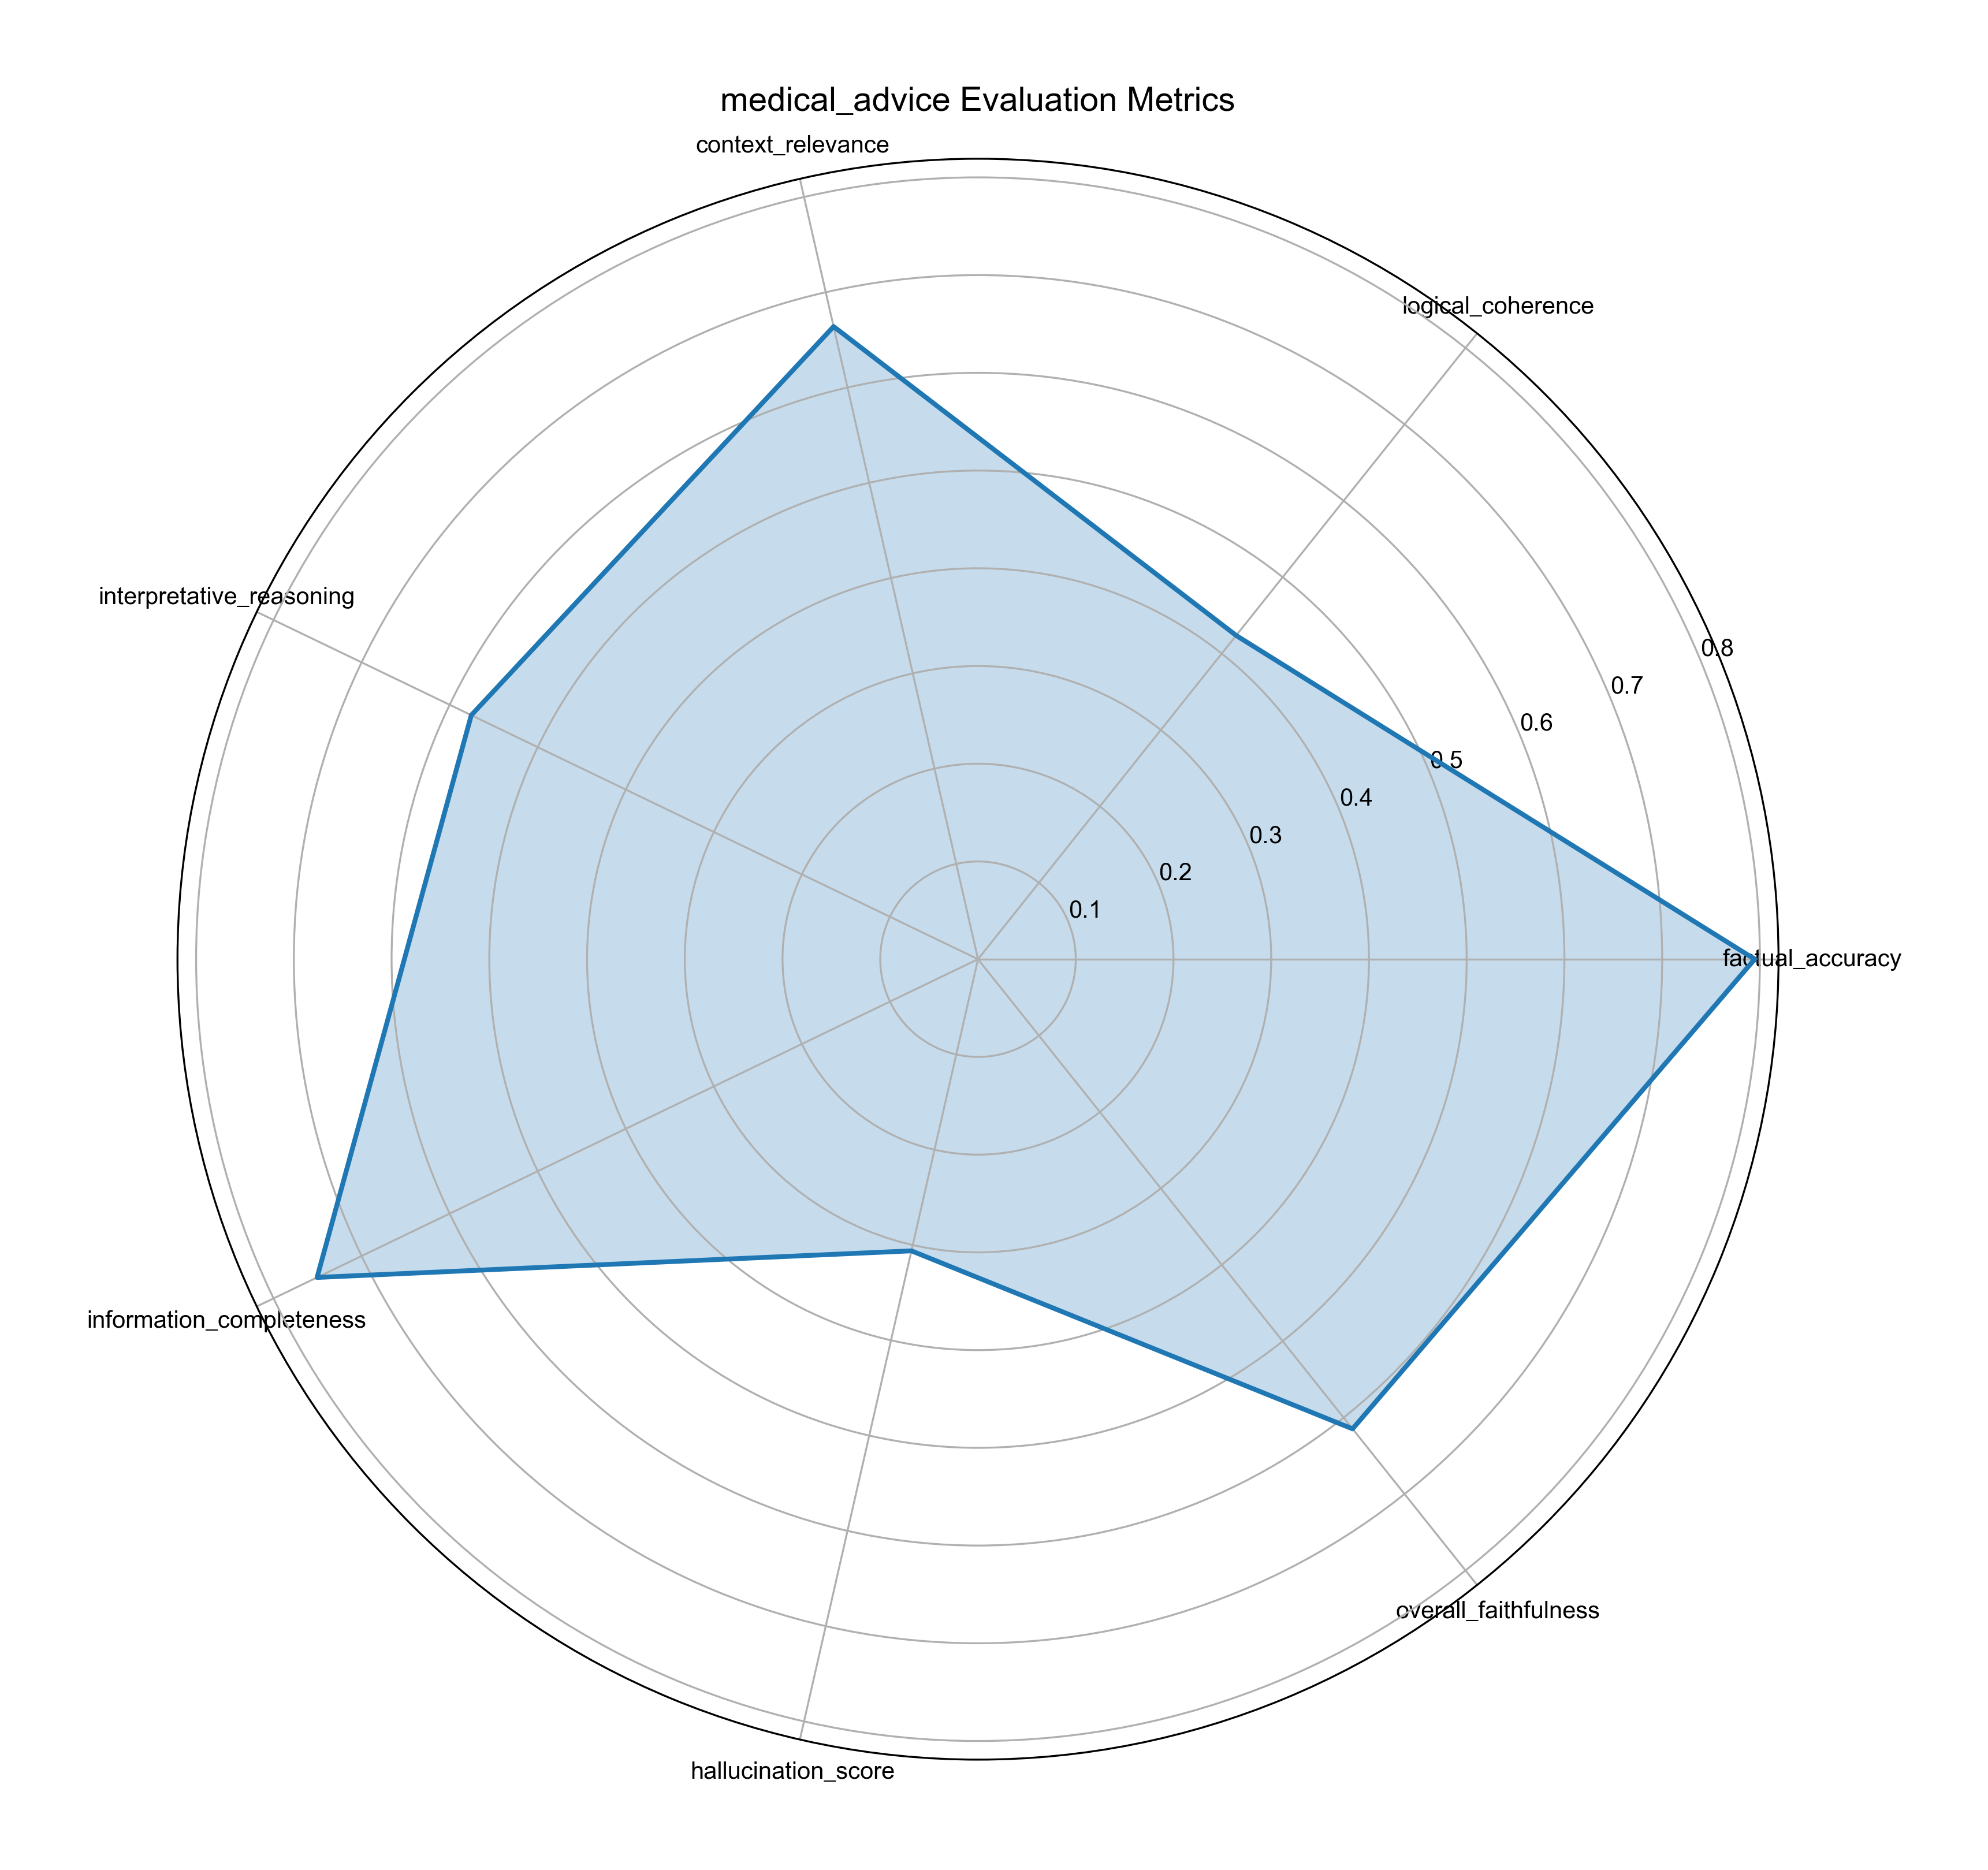 medical_advice Evaluation Metrics
context_relevance
logical_coherence
interpretative_reasoning
0.8
0.7
0.6
0.5
0.4
0.3
0.2
0.1
factual_accuracy
information_completeness
overall_faithfulness
hallucination_score